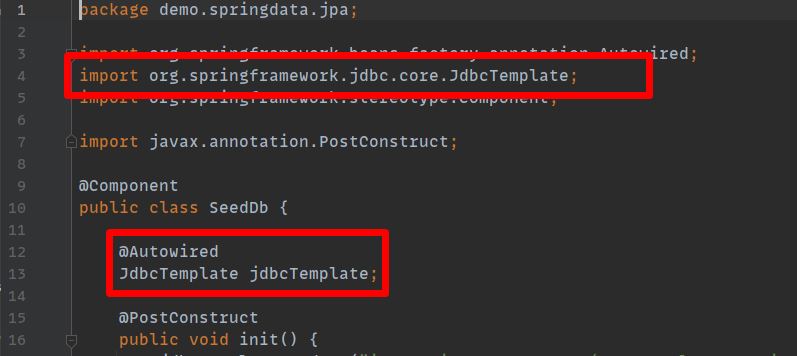 1 package demo.springdata.jpa;
2
3 import org.springframework.beans.factory.annotation.Autowired;
4 import org.springframework.jdbc.core.JdbcTemplate;
5 import org.springframework.stereotype.Component;
6
7 import javax.annotation.PostConstruct;
8
9 @Component
10 public class SeedDb {
11
12 @Autowired
13 JdbcTemplate jdbcTemplate;
14
15 @PostConstruct
16 public void init() {